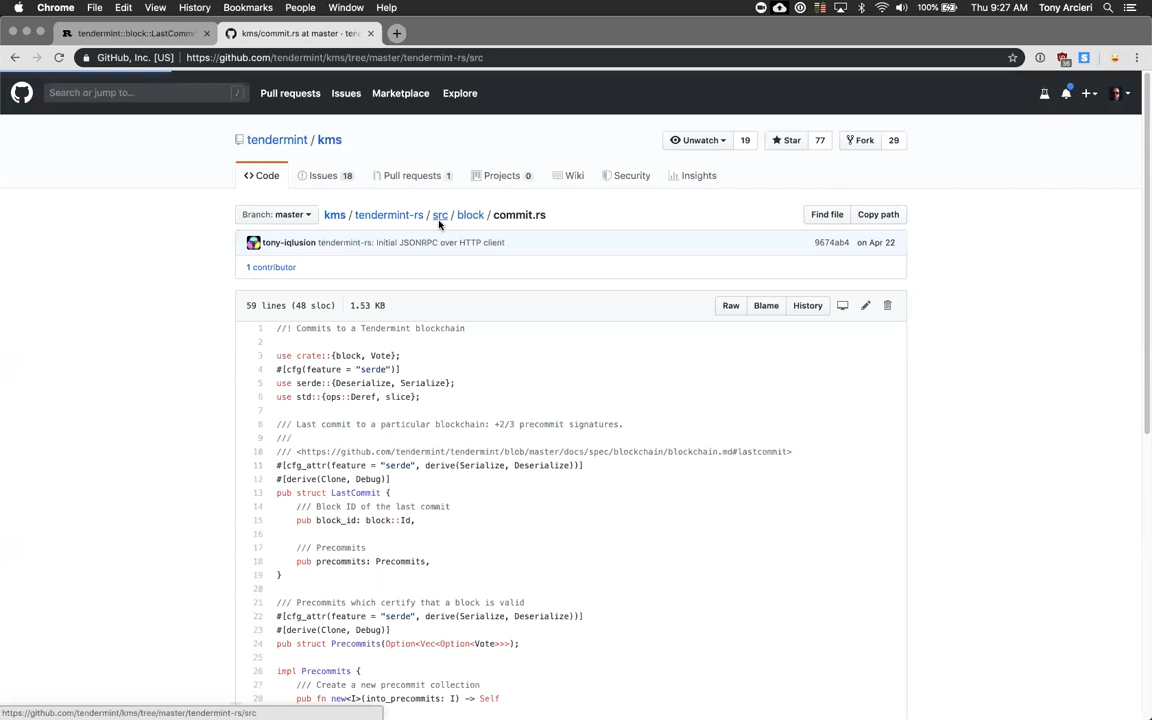 Chrome File Edit View History Bookmarks People Window Help 100% Thu 9:27 AM Tony Arcieri
tendermint::block::LastCommi
kms/commit.rs at master · tend
GitHub, Inc. [US] https://github.com/tendermint/kms/tree/master/tendermint-rs/src
Search or jump to... / Pull requests Issues Marketplace Explore
tendermint / kms Unwatch 19 Star 77 Fork 29
Code Issues 18 Pull requests 1 Projects 0 Wiki Security Insights
Branch: master kms / tendermint-rs / src / block / commit.rs Find file Copy path
tony-iqlusion tendermint-rs: Initial JSONRPC over HTTP client 9674ab4 on Apr 22
1 contributor
59 lines (48 sloc) 1.53 KB Raw Blame History
1 //! Commits to a Tendermint blockchain
2
3 use crate::{block, Vote};
4 #[cfg(feature = "serde")]
5 use serde::{Deserialize, Serialize};
6 use std::{ops::Deref, slice};
7
8 /// Last commit to a particular blockchain: +2/3 precommit signatures.
9 ///
10 /// <https://github.com/tendermint/tendermint/blob/master/docs/spec/blockchain/blockchain.md#lastcommit>
11 #[cfg_attr(feature = "serde", derive(Serialize, Deserialize))]
12 #[derive(Clone, Debug)]
13 pub struct LastCommit {
14 /// Block ID of the last commit
15 pub block_id: block::Id,
16
17 /// Precommits
18 pub precommits: Precommits,
19 }
20
21 /// Precommits which certify that a block is valid
22 #[cfg_attr(feature = "serde", derive(Serialize, Deserialize))]
23 #[derive(Clone, Debug)]
24 pub struct Precommits(Option<Vec<Option<Vote>>>);
25
26 impl Precommits {
27 /// Create a new precommit collection
28 pub fn new<I>(into_precommits: I) -> Self
https://github.com/tendermint/kms/tree/master/tendermint-rs/src